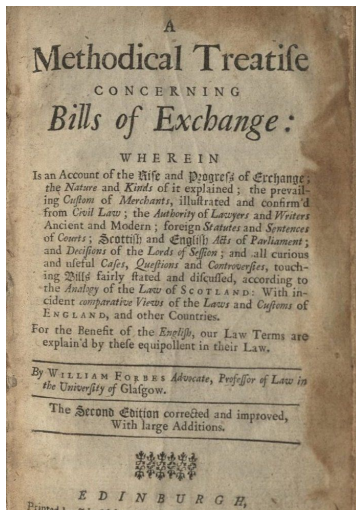 A
Methodical Treatiſe
CONCERNING
Bills of Exchange:
WHEREIN
Is an Account of the Riſe and Progreſs of Exchange;
the Nature and Kinds of it explained; the prevail-
ing Cuſtom of Merchants, illuſtrated and confirm'd
from Civil Law; the Authority of Lawyers and Writers
Ancient and Modern; foreign Statutes and Sentences
of Courts; Scottiſh and Engliſh Acts of Parliament;
and Deciſions of the Lords of Seſſion; and all curious
and uſeful Caſes, Queſtions and Controverſies, touch-
ing Bills fairly ſtated and diſcuſſed, according to
the Analogy of the Law of SCOTLAND: With in-
cident comparative Views of the Laws and Cuſtoms of
ENGLAND, and other Countries.
For the Benefit of the Engliſh, our Law Terms are
explain'd by theſe equipollent in their Law.
By WILLIAM FORBES Advocate, Profeſſor of Law in
the Univerſity of Glaſgow.
The Second Edition corrected and improved,
With large Additions.
EDINBURGH,
Printed